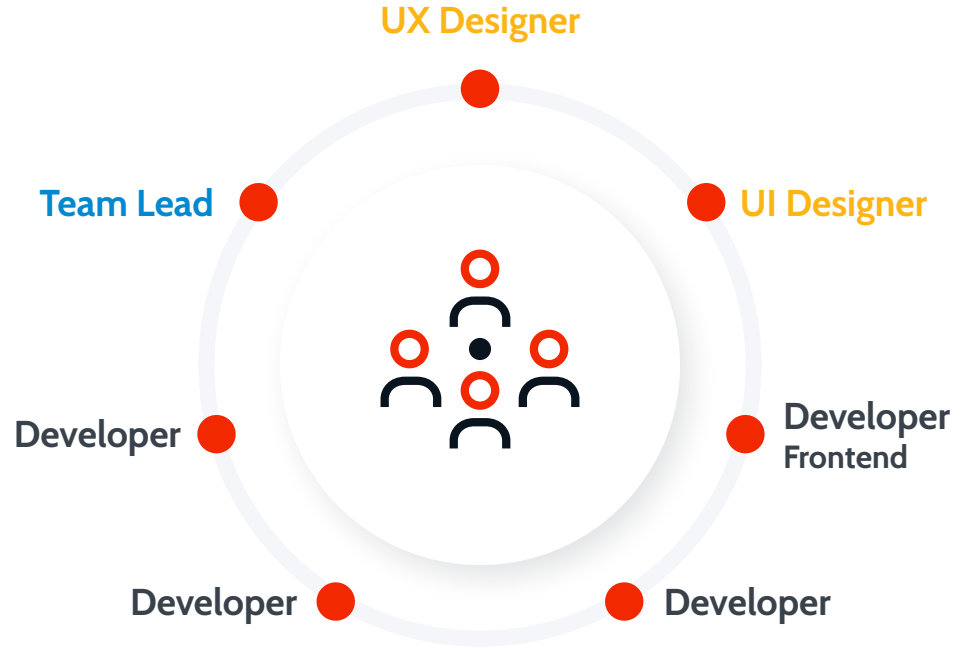 UX Designer
Team Lead
UI Designer
Developer
Developer
Frontend
Developer
Developer